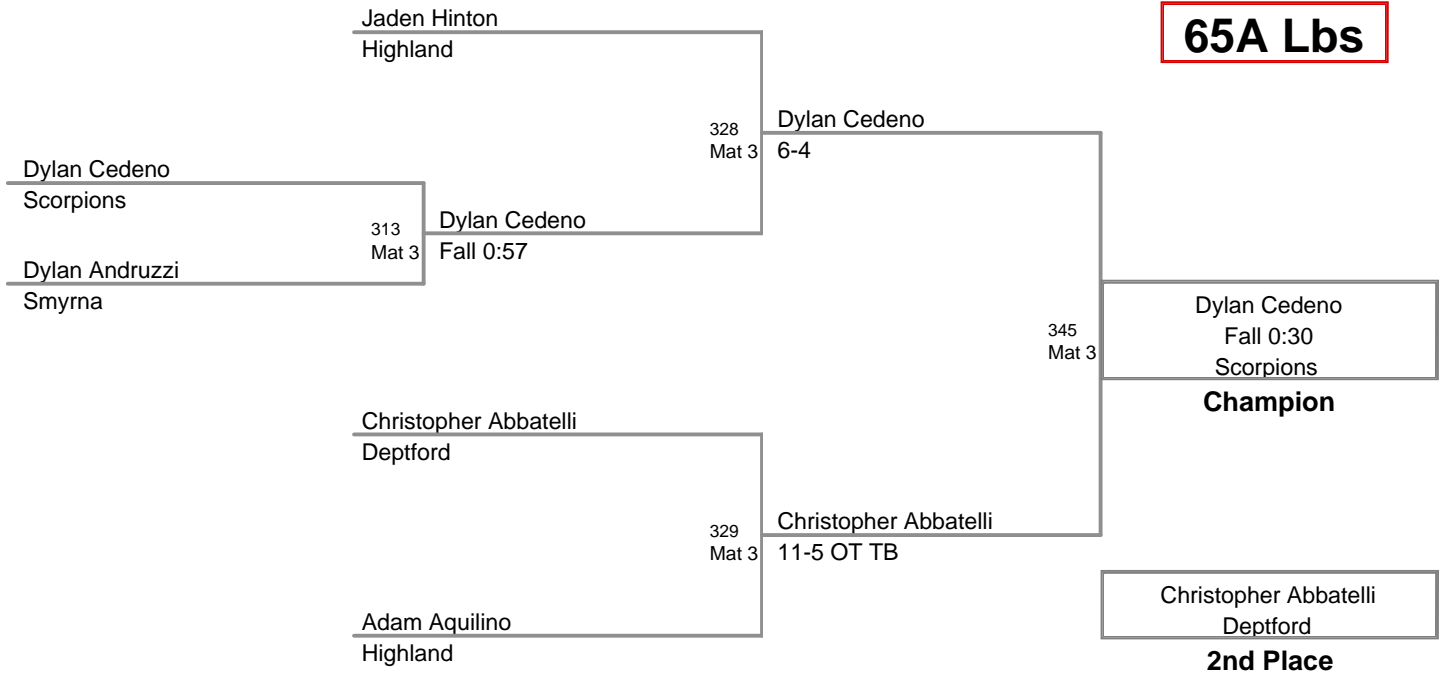 Jaden Hinton
Highland
65A Lbs
328
Mat 3
Dylan Cedeno
6-4
Dylan Cedeno
Scorpions
313
Mat 3
Dylan Cedeno
Fall 0:57
Dylan Andruzzi
Smyrna
345
Mat 3
Dylan Cedeno
Fall 0:30
Scorpions
Champion
Christopher Abbatelli
Deptford
329
Mat 3
Christopher Abbatelli
11-5 OT TB
Adam Aquilino
Highland
Christopher Abbatelli
Deptford
2nd Place